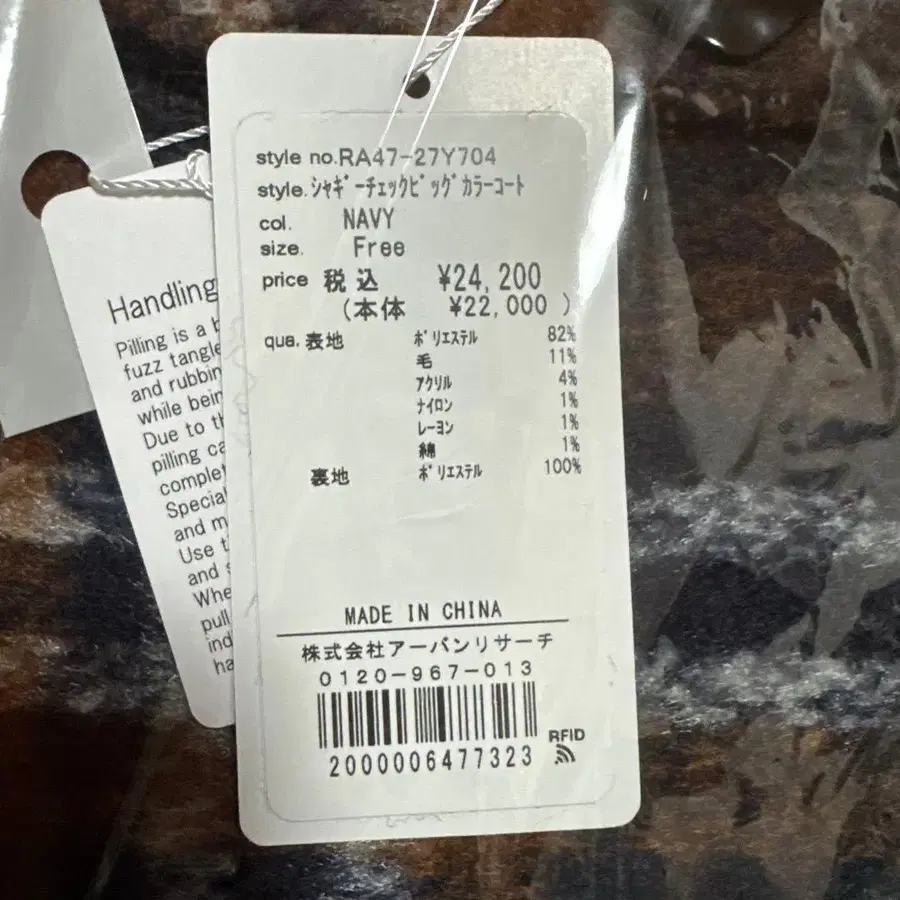 style no.RA47-27Y704
style.シャギーチェックビッグカラーコート
col. NAVY
size. Free
price 税込 ¥24,200
(本体 ¥22,000 )
qua. 表地 ポリエステル 82%
毛 11%
アクリル 4%
ナイロン 1%
レーヨン 1%
綿 1%
裏地 ポリエステル 100%
MADE IN CHINA
株式会社アーバンリサーチ
0120-967-013
RFID
2000006477323
Handling
Pilling is a
fuzz tangle
and rubbin
while bein
Due to th
pilling ca
complet
Special
and m
Use t
and
Whe
pull
ind
ha